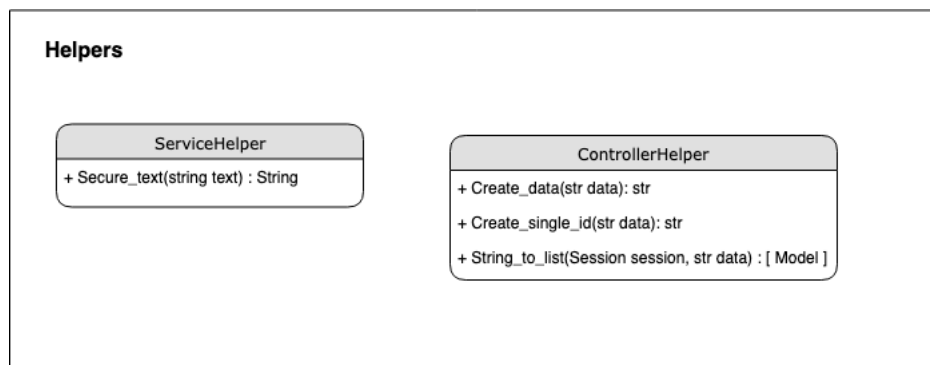 Helpers
ServiceHelper
+ Secure_text(string text) : String
ControllerHelper
+ Create_data(str data): str
+ Create_single_id(str data): str
+ String_to_list(Session session, str data) : [ Model ]